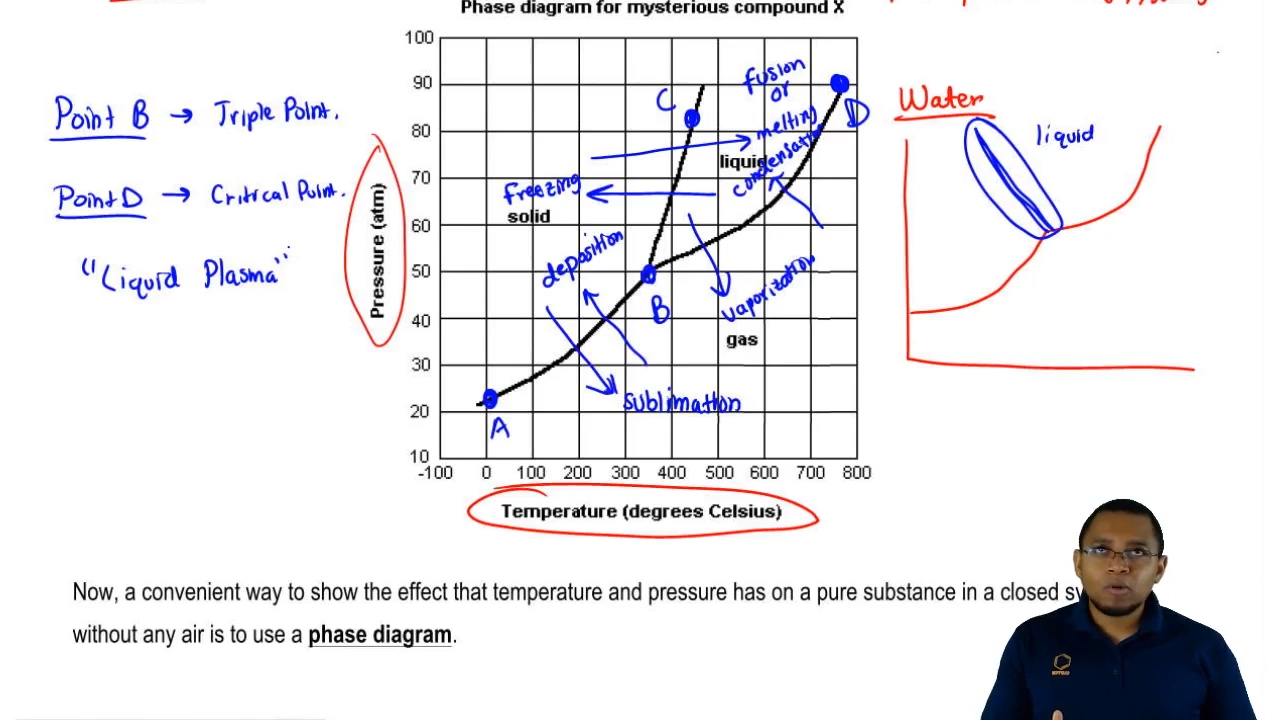 Phase diagram for mysterious compound X
Point B → Triple Point.
Point D → Critical Point.
"Liquid Plasma"
Pressure (atm)
100
90
80
70
60
50
40
30
20
10
-100 0 100 200 300 400 500 600 700 800
Temperature (degrees Celsius)
C
fusion
or
melting
D
liquid
condensation
freezing
solid
deposition
B
vaporization
gas
sublimation
A
Water
liquid
Now, a convenient way to show the effect that temperature and pressure has on a pure substance in a closed sy
without any air is to use a phase diagram.